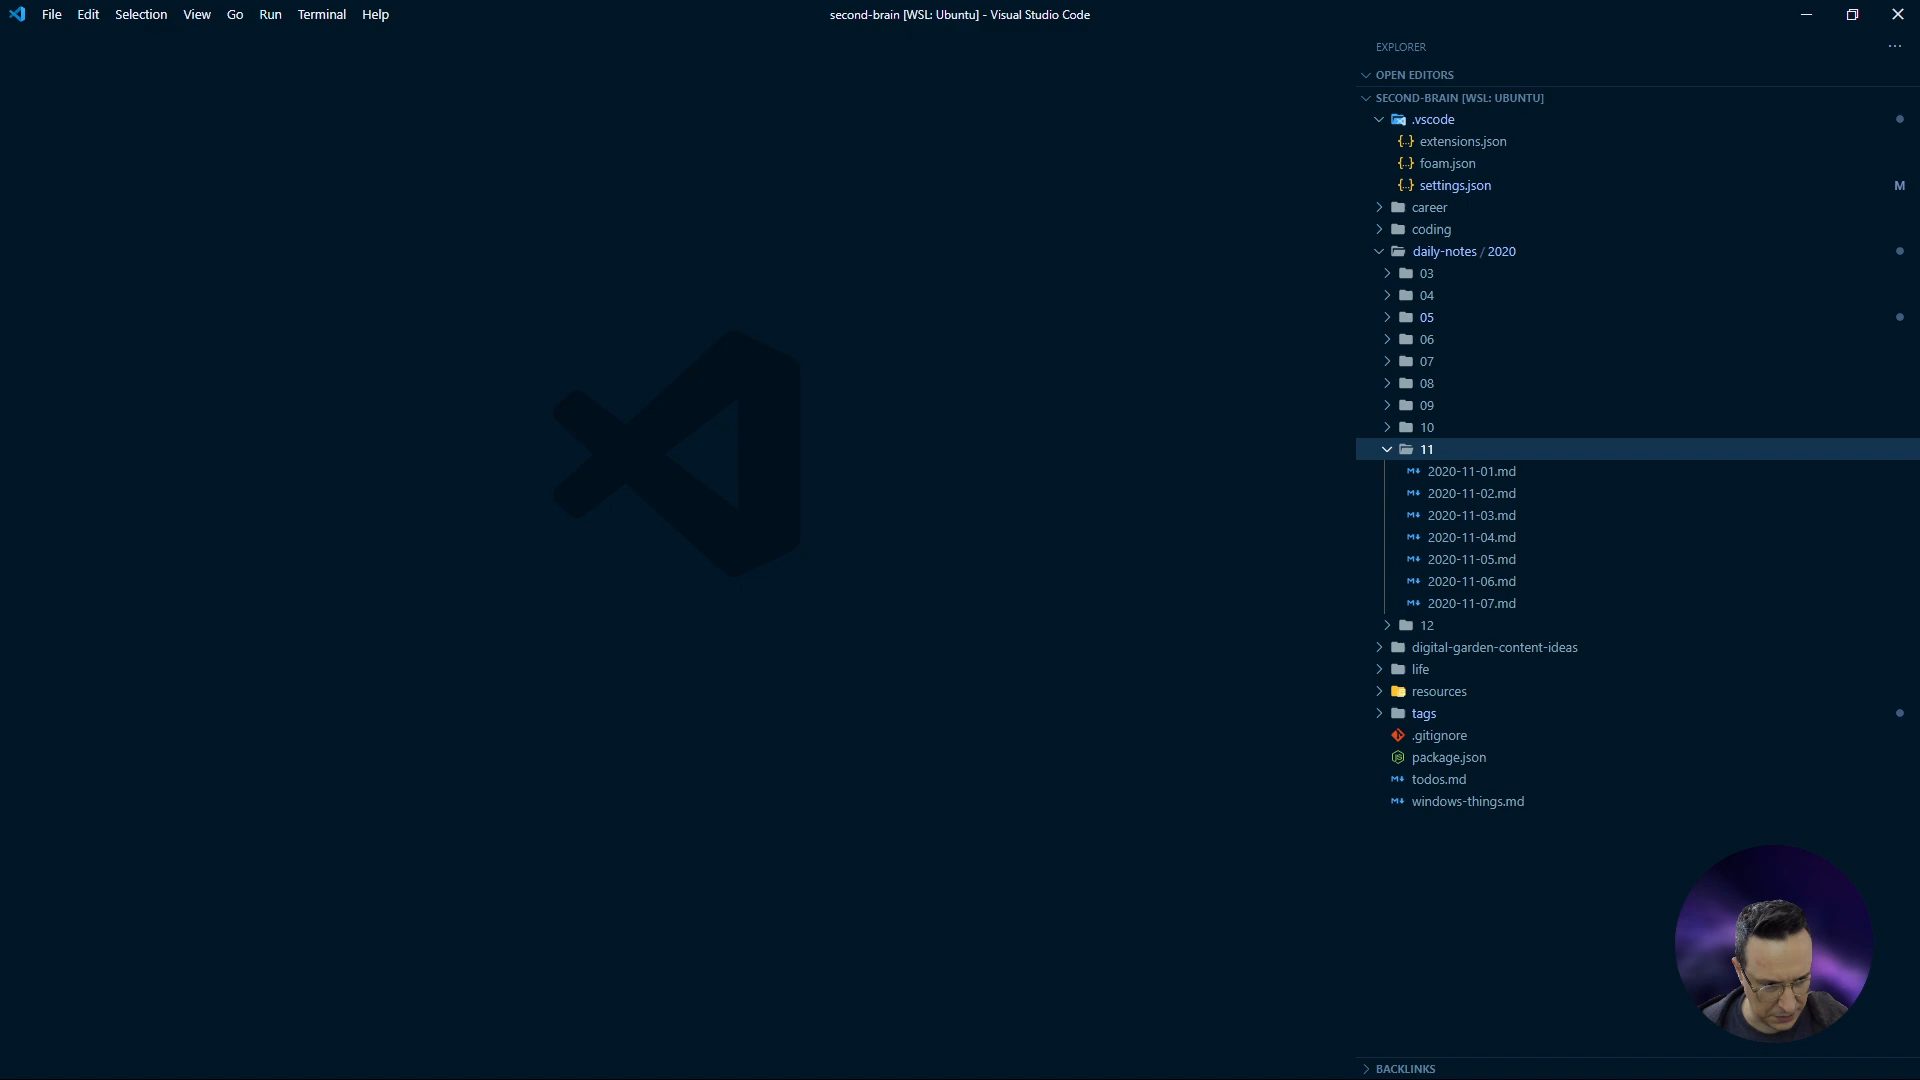 File Edit Selection View Go Run Terminal Help
second-brain [WSL: Ubuntu] - Visual Studio Code
EXPLORER
OPEN EDITORS
SECOND-BRAIN [WSL: UBUNTU]
.vscode
extensions.json
foam.json
settings.json M
career
coding
daily-notes / 2020
03
04
05
06
07
08
09
10
11
2020-11-01.md
2020-11-02.md
2020-11-03.md
2020-11-04.md
2020-11-05.md
2020-11-06.md
2020-11-07.md
12
digital-garden-content-ideas
life
resources
tags
.gitignore
package.json
todos.md
windows-things.md
BACKLINKS